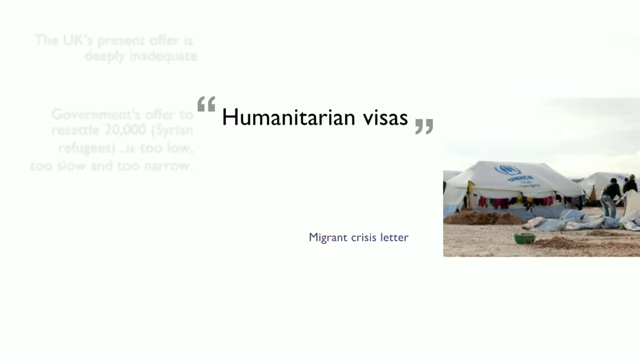 The UK's present offer is
deeply inadequate
Government's offer to
resettle 20,000 (Syrian
refugees)...is too low,
too slow and too narrow.
“ Humanitarian visas ”
UNHCR
Migrant crisis letter